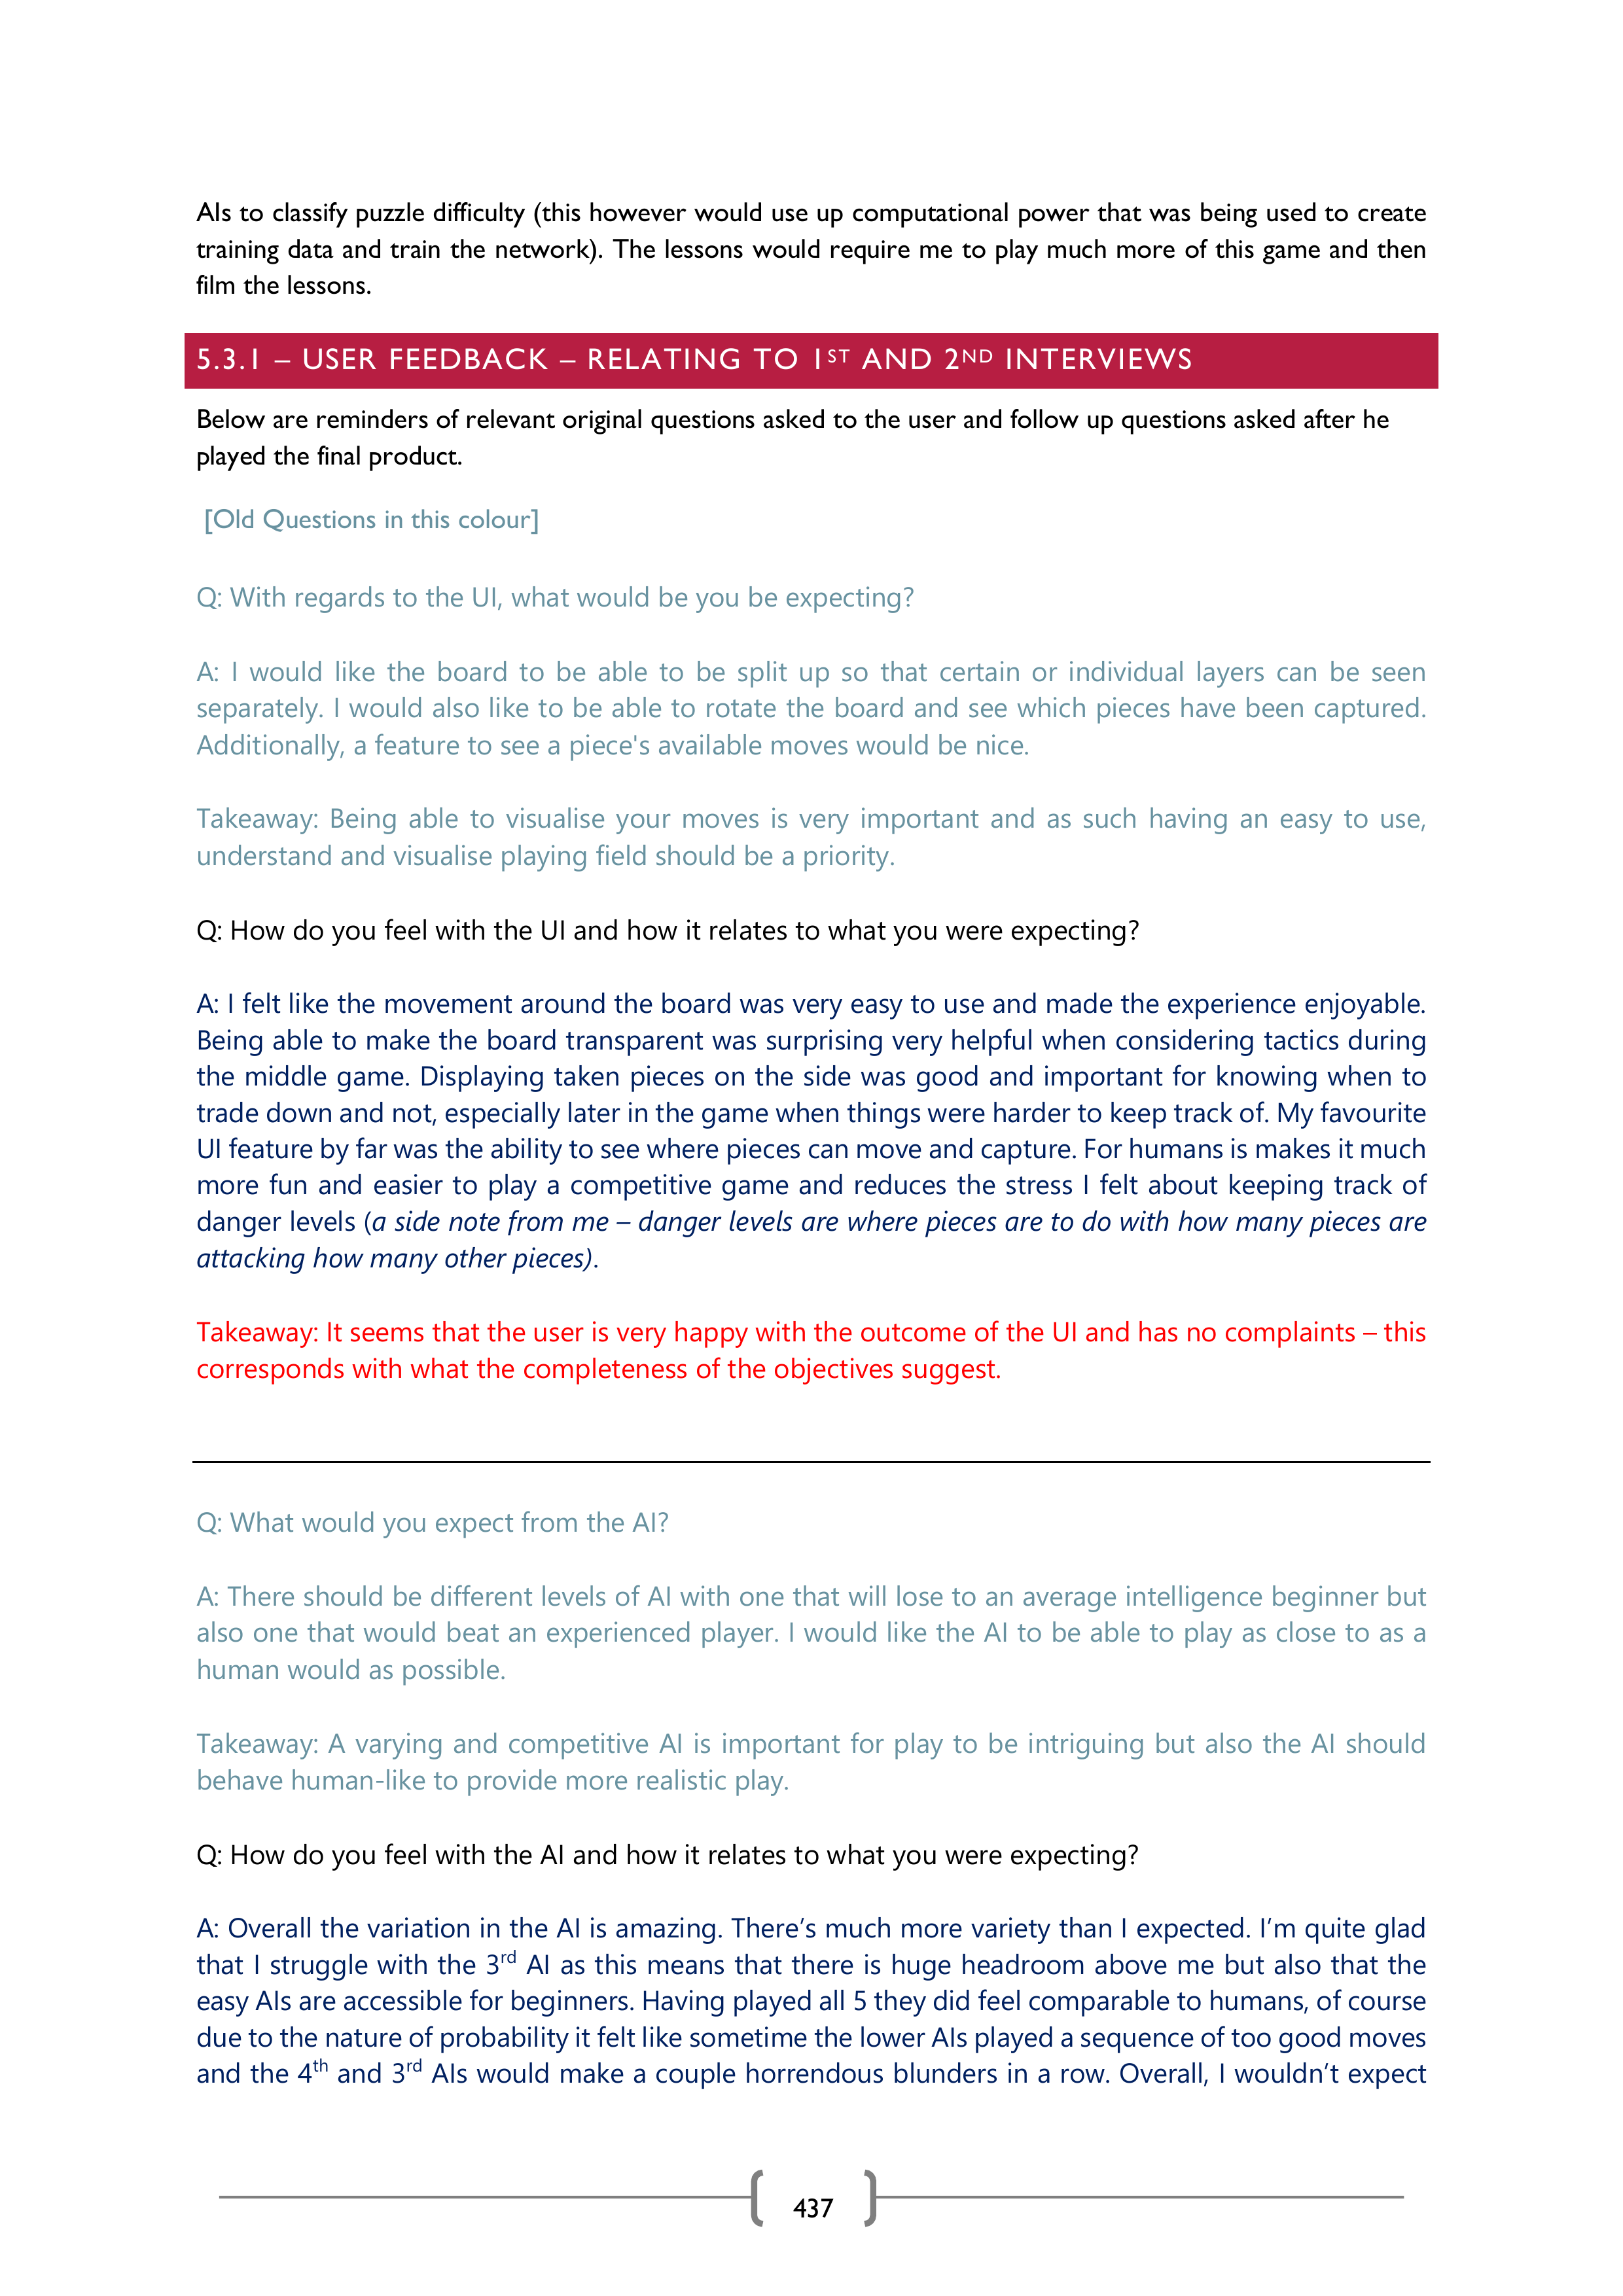 AIs to classify puzzle difficulty (this however would use up computational power that was being used to create
training data and train the network). The lessons would require me to play much more of this game and then
film the lessons.
5.3.1 – USER FEEDBACK – RELATING TO 1ST AND 2ND INTERVIEWS
Below are reminders of relevant original questions asked to the user and follow up questions asked after he
played the final product.
[Old Questions in this colour]
Q: With regards to the UI, what would be you be expecting?
A: I would like the board to be able to be split up so that certain or individual layers can be seen
separately. I would also like to be able to rotate the board and see which pieces have been captured.
Additionally, a feature to see a piece's available moves would be nice.
Takeaway: Being able to visualise your moves is very important and as such having an easy to use,
understand and visualise playing field should be a priority.
Q: How do you feel with the UI and how it relates to what you were expecting?
A: I felt like the movement around the board was very easy to use and made the experience enjoyable.
Being able to make the board transparent was surprising very helpful when considering tactics during
the middle game. Displaying taken pieces on the side was good and important for knowing when to
trade down and not, especially later in the game when things were harder to keep track of. My favourite
UI feature by far was the ability to see where pieces can move and capture. For humans is makes it much
more fun and easier to play a competitive game and reduces the stress I felt about keeping track of
danger levels (a side note from me – danger levels are where pieces are to do with how many pieces are
attacking how many other pieces).
Takeaway: It seems that the user is very happy with the outcome of the UI and has no complaints – this
corresponds with what the completeness of the objectives suggest.
Q: What would you expect from the AI?
A: There should be different levels of AI with one that will lose to an average intelligence beginner but
also one that would beat an experienced player. I would like the AI to be able to play as close to as a
human would as possible.
Takeaway: A varying and competitive AI is important for play to be intriguing but also the AI should
behave human-like to provide more realistic play.
Q: How do you feel with the AI and how it relates to what you were expecting?
A: Overall the variation in the AI is amazing. There’s much more variety than I expected. I’m quite glad
that I struggle with the 3rd AI as this means that there is huge headroom above me but also that the
easy AIs are accessible for beginners. Having played all 5 they did feel comparable to humans, of course
due to the nature of probability it felt like sometime the lower AIs played a sequence of too good moves
and the 4th and 3rd AIs would make a couple horrendous blunders in a row. Overall, I wouldn’t expect
437